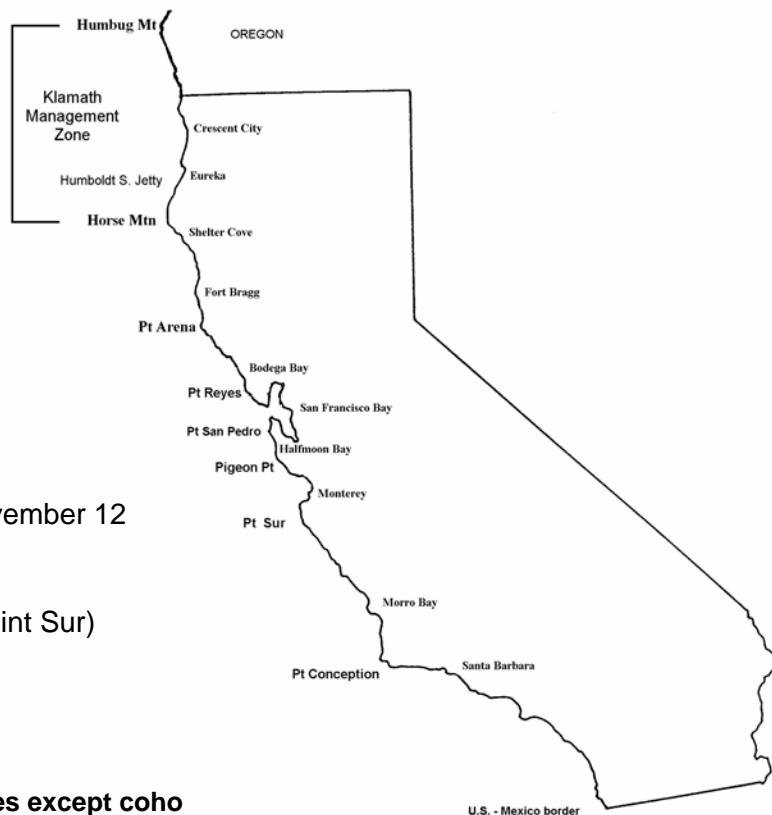 Humbug Mt
OREGON
Klamath
Management
Zone
Crescent City
Humboldt S. Jetty
Eureka
Horse Mtn
Shelter Cove
Fort Bragg
Pt Arena
Bodega Bay
Pt Reyes
San Francisco Bay
Pt San Pedro
Halfmoon Bay
Pigeon Pt
Monterey
vember 12
Pt Sur
Morro Bay
int Sur)
Santa Barbara
Pt Conception
es except coho
U.S. - Mexico border